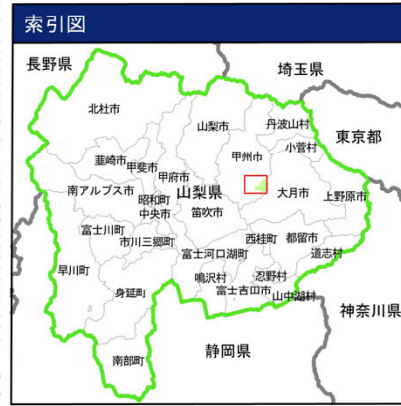 索引図
長野県
埼玉県
北杜市
山梨市
丹波山村
東京都
小菅村
甲州市
韮崎市
甲斐市
甲府市
南アルプス市
山梨県
大月市
上野原市
昭和町
中央市
笛吹市
富士川町
市川三郷町
西桂町
都留市
富士河口湖町
道志村
早川町
鳴沢村
忍野村
身延町
富士吉田市
山中湖村
神奈川県
静岡県
南部町